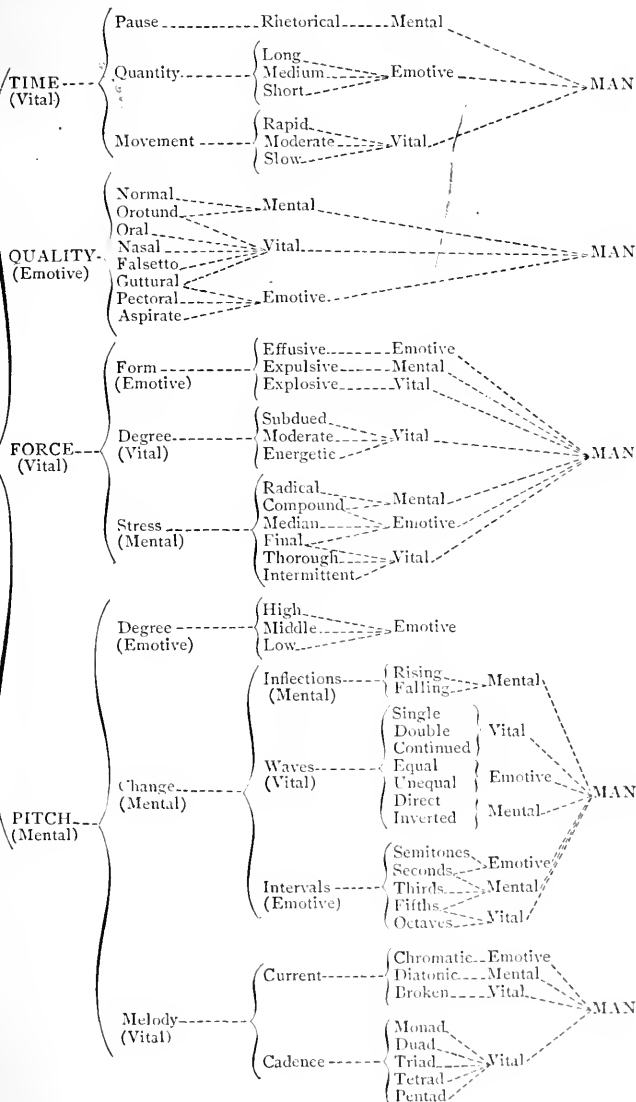 Pause Rhetorical Mental
Long
TIME Quantity Medium Emotive MAN
(Vital) Short
Rapid
Movement Moderate Vital
Slow
Normal
Orotund Mental
Oral
QUALITY Nasal Vital MAN
(Emotive) Falsetto
Guttural
Pectoral Emotive
Aspirate
Effusive Emotive
Form Expulsive Mental
(Emotive) Explosive Vital
Subdued
FORCE Degree Moderate Vital MAN
(Vital) (Vital) Energetic
Radical
Compound Mental
Stress Median Emotive
(Mental) Final
Thorough Vital
Intermittent
High
Degree Middle Emotive
(Emotive) Low
Inflections Rising Mental
(Mental) Falling
Single
Double Vital
Continued
Change Waves Equal Emotive MAN
(Mental) (Vital) Unequal
PITCH Direct Mental
(Mental) Inverted
Semitones
Seconds Emotive
Intervals Thirds Mental
(Emotive) Fifths
Octaves Vital
Chromatic Emotive
Current Diatonic Mental
Broken Vital MAN
Melody
(Vital) Monad
Duad
Cadence Triad Vital
Tetrad
Pentad